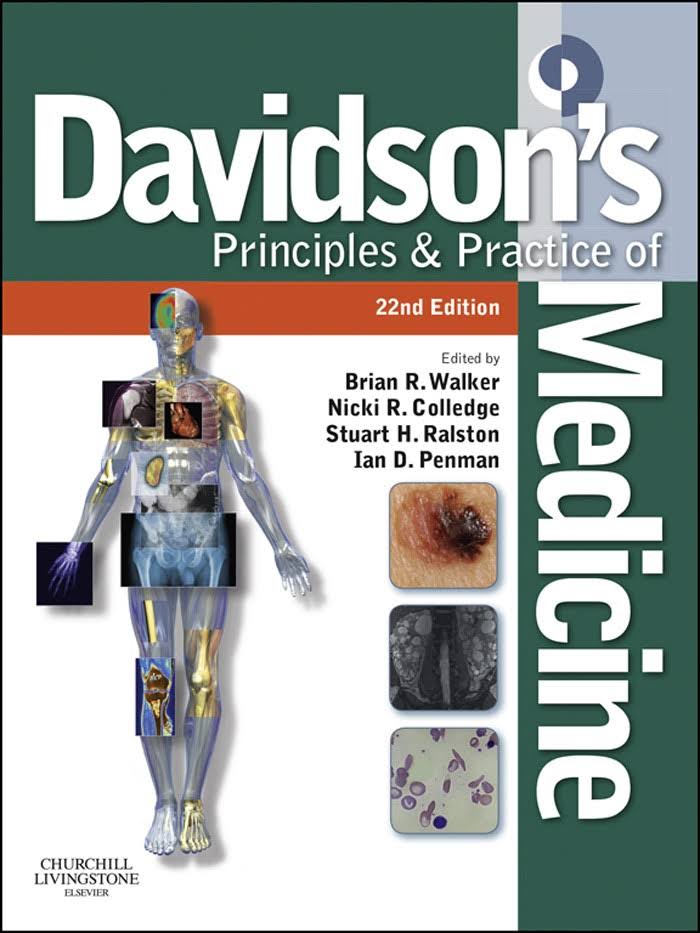 Davidson's
Principles & Practice of
Medicine
22nd Edition
Edited by
Brian R. Walker
Nicki R. Colledge
Stuart H. Ralston
Ian D. Penman
CHURCHILL
LIVINGSTONE
ELSEVIER